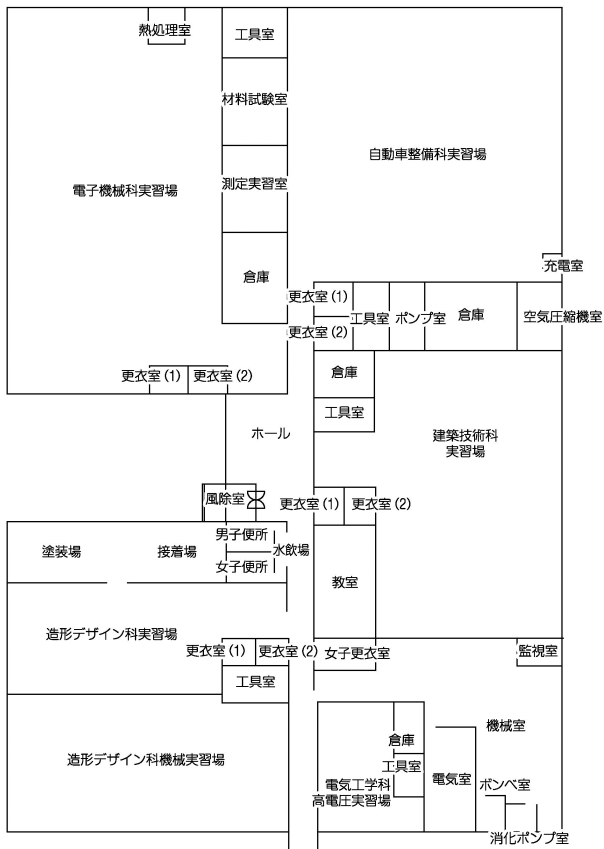 熱処理室
工具室
材料試験室
自動車整備科実習場
電子機械科実習場
測定実習室
倉庫
充電室
更衣室(1)
工具室
ポンプ室
倉庫
空気圧縮機室
更衣室(2)
更衣室(1)
更衣室(2)
倉庫
工具室
ホール
建築技術科
実習場
風除室
更衣室(1)
更衣室(2)
男子便所
水飲場
塗装場
接着場
女子便所
教室
造形デザイン科実習場
更衣室(1)
更衣室(2)
女子更衣室
監視室
工具室
機械室
倉庫
造形デザイン科機械実習場
工具室
電気室
ボンベ室
電気工学科
高電圧実習場
消化ポンプ室